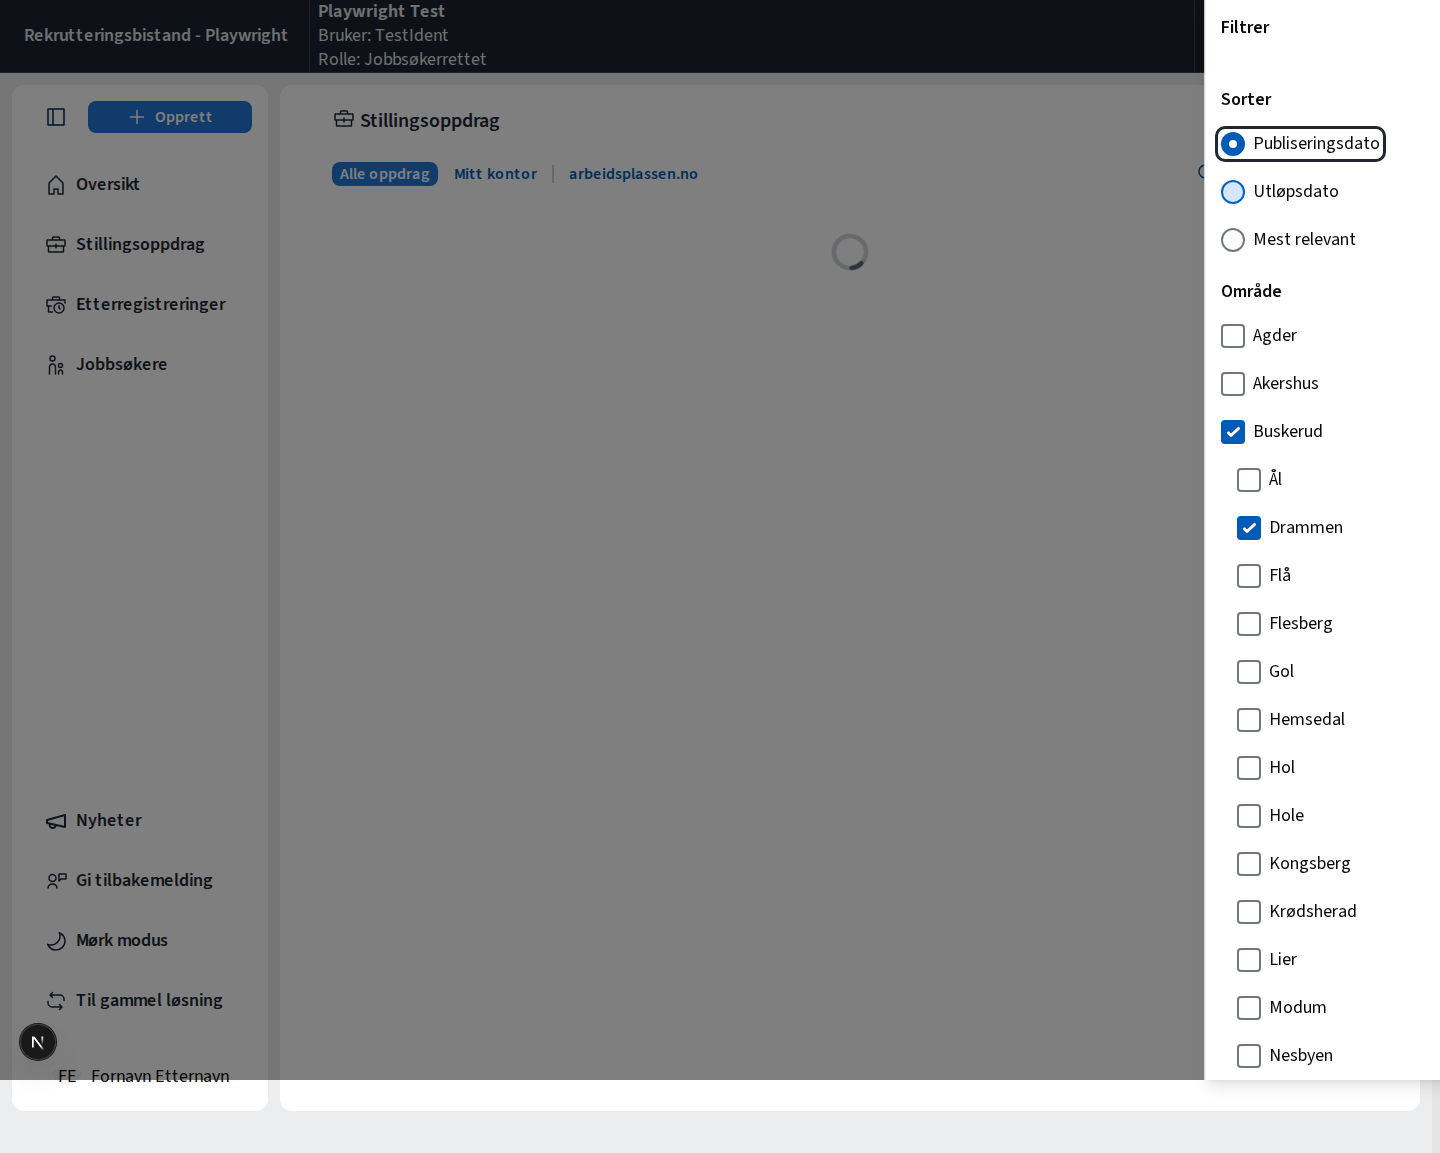 Rekrutteringsbistand - Playwright
Playwright Test
Bruker: TestIdent
Rolle: Jobbsøkerrettet
Opprett
Oversikt
Stillingsoppdrag
Etterregistreringer
Jobbsøkere
Nyheter
Gi tilbakemelding
Mørk modus
Til gammel løsning
N
FE Fornavn Etternavn
Stillingsoppdrag
Alle oppdrag Mitt kontor arbeidsplassen.no
Filtrer
Sorter
Publiseringsdato
Utløpsdato
Mest relevant
Område
Agder
Akershus
Buskerud
Ål
Drammen
Flå
Flesberg
Gol
Hemsedal
Hol
Hole
Kongsberg
Krødsherad
Lier
Modum
Nesbyen